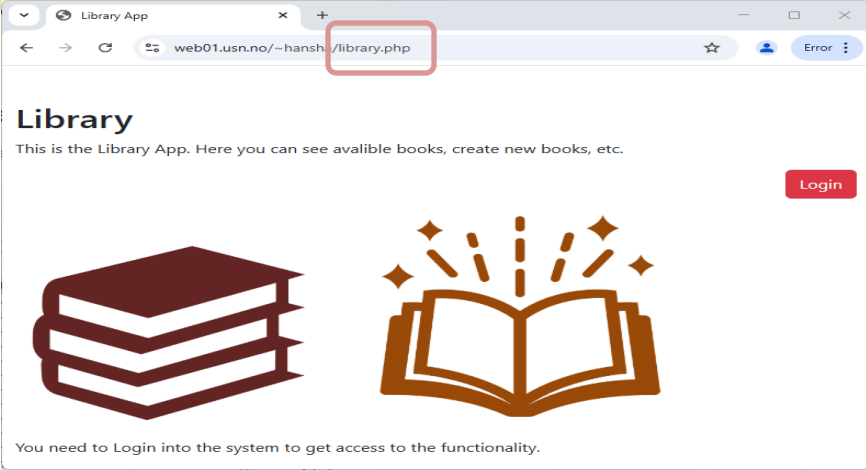 Library App
web01.usn.no/~hansha/library.php
Error
Library
This is the Library App. Here you can see avalible books, create new books, etc.
Login
You need to Login into the system to get access to the functionality.